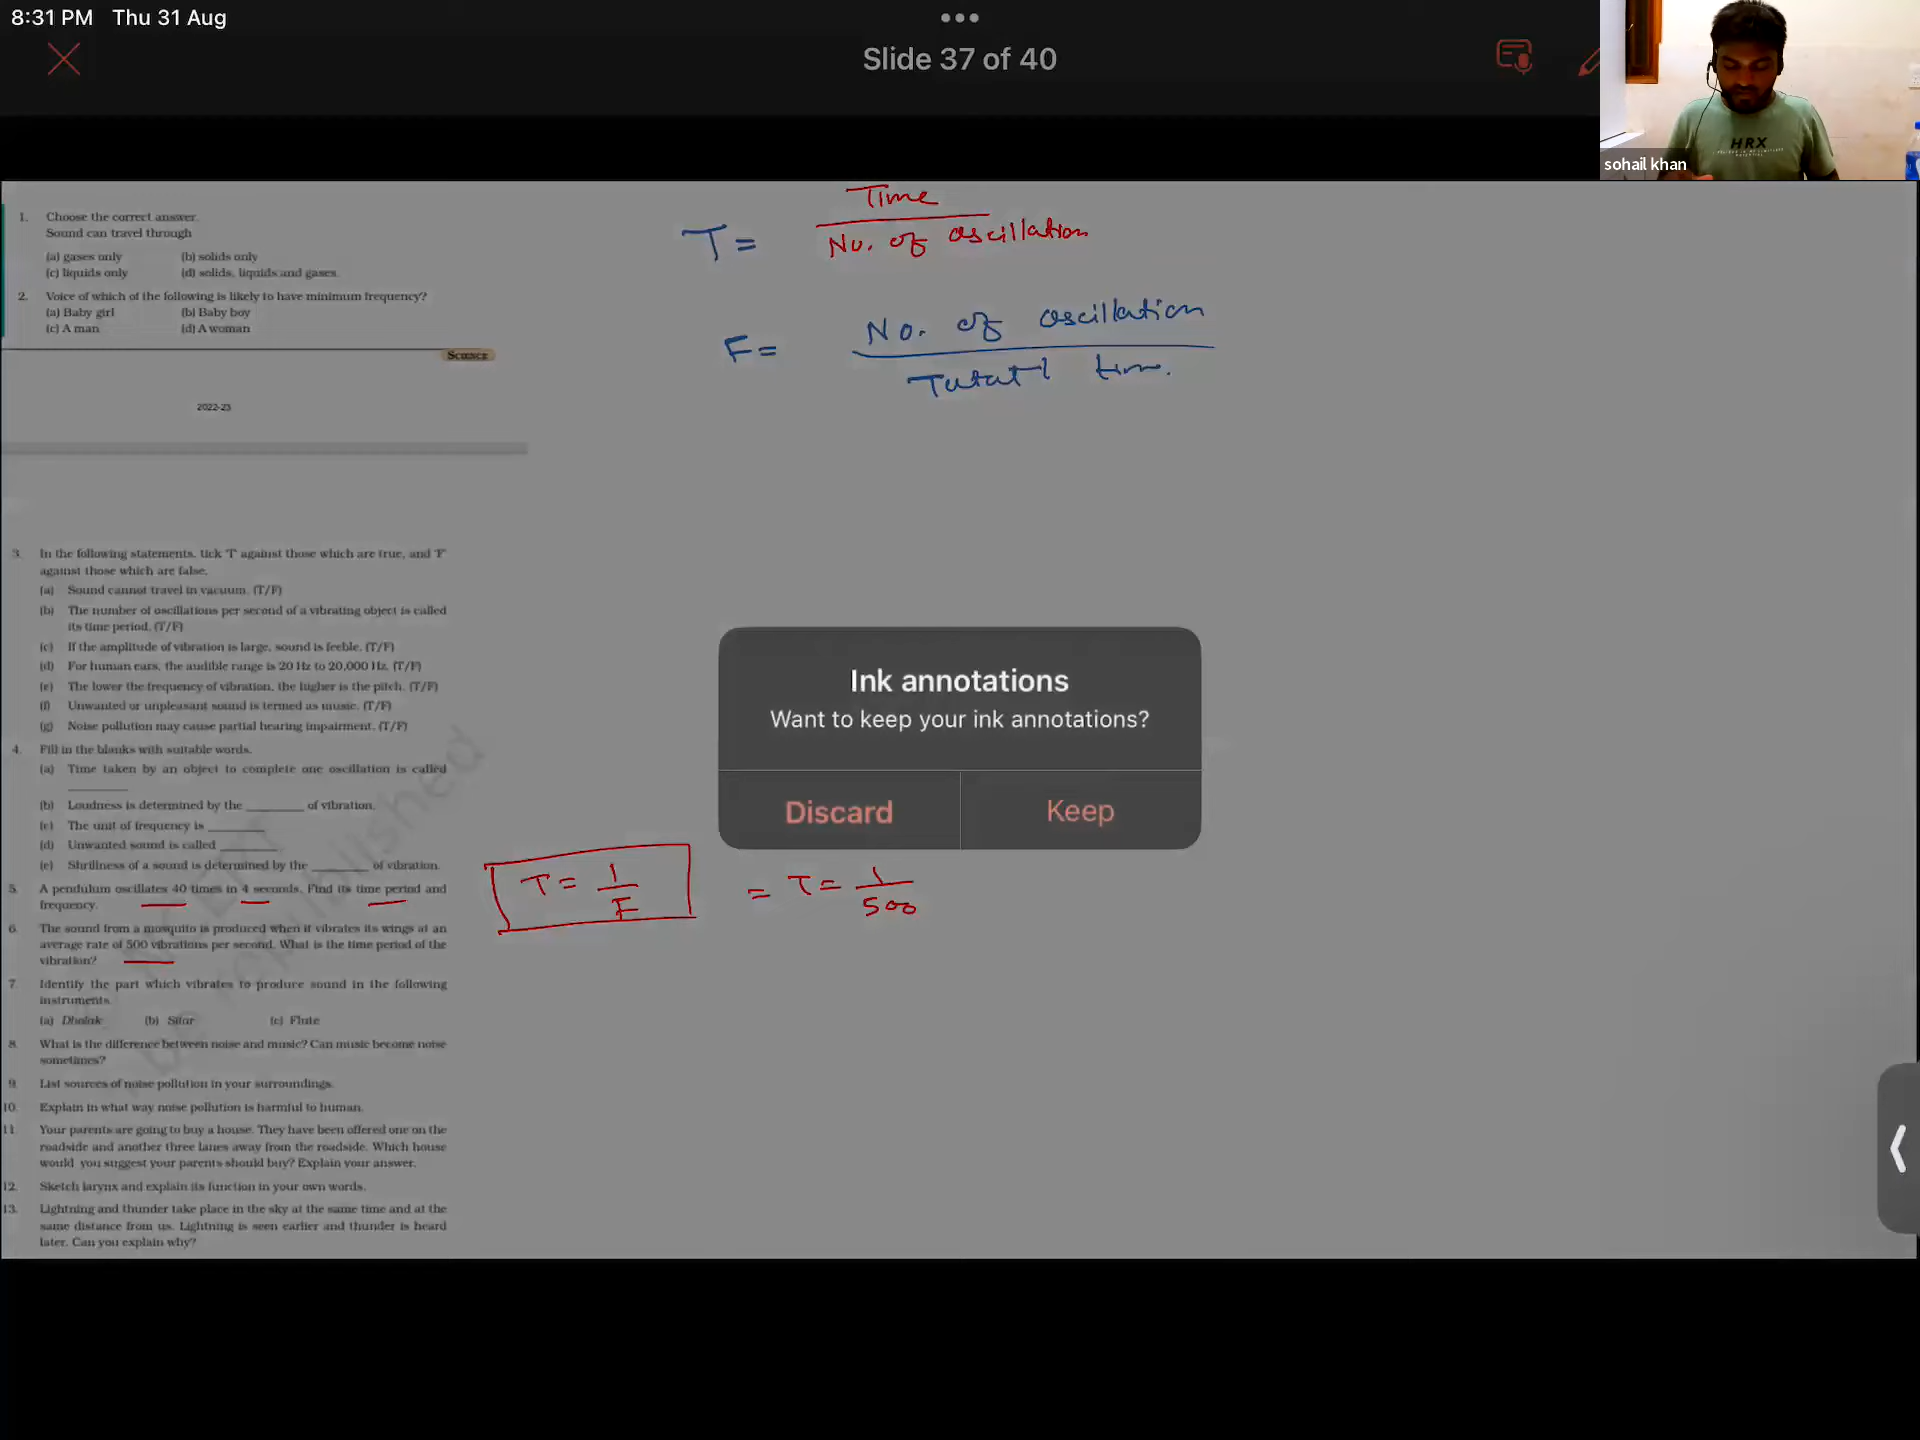 8:31 PM Thu 31 Aug
Slide 37 of 40
HRX
sohail khan
1. Choose the correct answer.
Sound can travel through
(a) gases only (b) solids only
(c) liquids only (d) solids, liquids and gases.
2. Voice of which of the following is likely to have minimum frequency?
(a) Baby girl (b) Baby boy
(c) A man (d) A woman
SCIENCE
2022-23
T = Time
No. of oscillation
F = No. of oscillation
time.
3. In the following statements, tick 'T' against those which are true, and 'F'
against those which are false.
(a) Sound cannot travel in vacuum. (T/F)
(b) The number of oscillations per second of a vibrating object is called
its time period. (T/F)
(c) If the amplitude of vibration is large, sound is feeble. (T/F)
(d) For human ears, the audible range is 20 Hz to 20,000 Hz. (T/F)
(e) The lower the frequency of vibration, the higher is the pitch. (T/F)
(f) Unwanted or unpleasant sound is termed as music. (T/F)
(g) Noise pollution may cause partial hearing impairment. (T/F)
4. Fill in the blanks with suitable words.
(a) Time taken by an object to complete one oscillation is called
________
(b) Loudness is determined by the ________ of vibration.
(c) The unit of frequency is ________
(d) Unwanted sound is called ________
(e) Shrillness of a sound is determined by the ________ of vibration.
5. A pendulum oscillates 40 times in 4 seconds. Find its time period and
frequency.
6. The sound from a mosquito is produced when it vibrates its wings at an
average rate of 500 vibrations per second. What is the time period of the
vibration?
7. Identify the part which vibrates to produce sound in the following
instruments.
(a) Dholak (b) Sitar (c) Flute
8. What is the difference between noise and music? Can music become noise
sometimes?
9. List sources of noise pollution in your surroundings.
10. Explain in what way noise pollution is harmful to human.
11. Your parents are going to buy a house. They have been offered one on the
roadside and another three lanes away from the roadside. Which house
would you suggest your parents should buy? Explain your answer.
12. Sketch larynx and explain its function in your own words.
13. Lightning and thunder take place in the sky at the same time and at the
same distance from us. Lightning is seen earlier and thunder is heard
later. Can you explain why?
be republished
T = 1/F = T = 1/500
Ink annotations
Want to keep your ink annotations?
Discard Keep